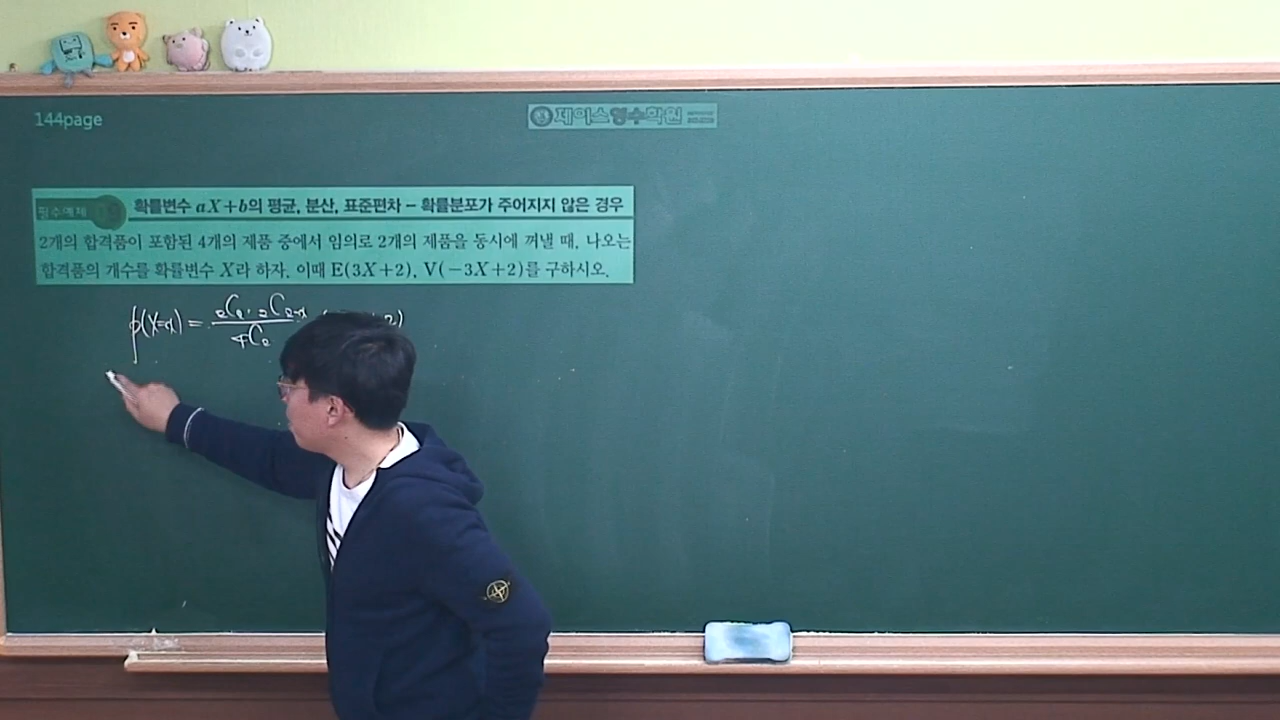 144page
제이스영수학원
필수예제
확률변수 aX+b의 평균, 분산, 표준편차 – 확률분포가 주어지지 않은 경우
2개의 합격품이 포함된 4개의 제품 중에서 임의로 2개의 제품을 동시에 꺼낼 때, 나오는
합격품의 개수를 확률변수 X라 하자. 이때 E(3X+2), V(−3X+2)를 구하시오.
P(X=x) = ₂Cₓ·₂C₂₋ₓ / ₄C₂ 2)